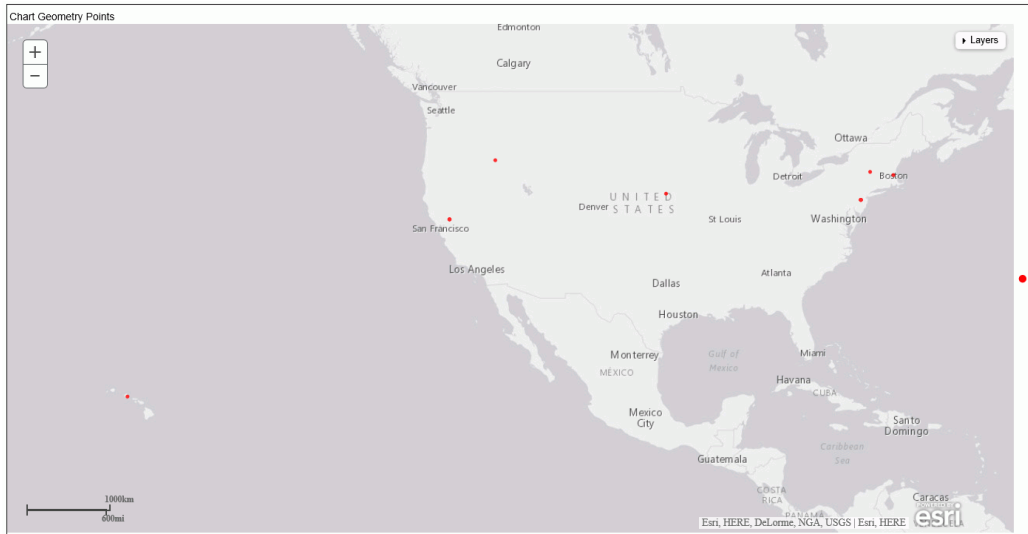 Chart Geometry Points
+
−
Layers
Edmonton
Calgary
Vancouver
Seattle
Ottawa
Detroit
Boston
UNITED
STATES
Denver
St Louis
Washington
San Francisco
Los Angeles
Atlanta
Dallas
Houston
Monterrey
MÉXICO
Gulf of
Mexico
Miami
Havana
CUBA
Mexico
City
Santo
Domingo
Caribbean
Sea
Guatemala
COSTA
RICA
PANAMÁ
Caracas
1000km
600mi
Esri, HERE, DeLorme, NGA, USGS | Esri, HERE
esri